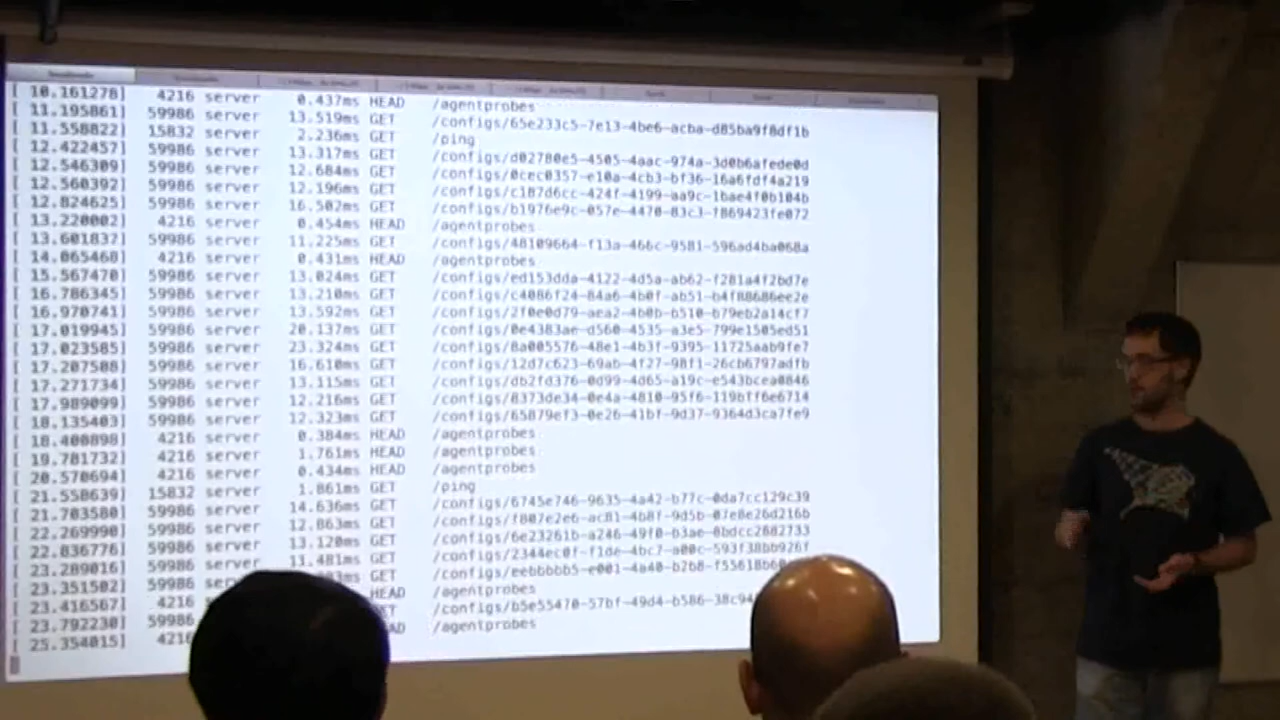 [ 10.161278] 4216 server 0.437ms HEAD /agentprobes
[ 11.195861] 59986 server 13.519ms GET /configs/65e233c5-7e13-4be6-acba-d85ba9f8df1b
[ 11.558822] 15832 server 2.236ms GET /ping
[ 12.422457] 59986 server 13.317ms GET /configs/d02780e5-4505-4aac-974a-3d0b6afede0d
[ 12.546309] 59986 server 12.684ms GET /configs/0cec0357-e10a-4cb3-bf36-16a6fdf4a219
[ 12.560392] 59986 server 12.196ms GET /configs/c187d6cc-424f-4199-aa9c-1bae4f0b104b
[ 12.824625] 59986 server 16.502ms GET /configs/b1976e9c-057e-4470-83c3-f869423fe072
[ 13.220002] 4216 server 0.454ms HEAD /agentprobes
[ 13.601837] 59986 server 11.225ms GET /configs/48109664-f13a-466c-9581-596ad4ba068a
[ 14.065468] 4216 server 0.431ms HEAD /agentprobes
[ 15.567470] 59986 server 13.024ms GET /configs/ed153dda-4122-4d5a-ab62-f281a4f2bd7e
[ 16.786345] 59986 server 13.210ms GET /configs/c4086f24-84a6-4b0f-ab51-b4f88686ee2e
[ 16.970741] 59986 server 13.592ms GET /configs/2f0e0d79-aea2-4b0b-b510-b79eb2a14cf7
[ 17.019945] 59986 server 20.137ms GET /configs/0e4383ae-d560-4535-a3e5-799e1505ed51
[ 17.023585] 59986 server 23.324ms GET /configs/8a005576-48e1-4b3f-9395-11725aab9fe7
[ 17.207508] 59986 server 16.610ms GET /configs/12d7c623-69ab-4f27-98f1-26cb6797adfb
[ 17.271734] 59986 server 13.115ms GET /configs/db2fd376-0d99-4d65-a19c-e543bcea0846
[ 17.989099] 59986 server 12.216ms GET /configs/8373de34-0e4a-4810-95f6-119bff6e6714
[ 18.135403] 59986 server 12.323ms GET /configs/65879ef3-0e26-41bf-9d37-9364d3ca7fe9
[ 18.408898] 4216 server 0.384ms HEAD /agentprobes
[ 19.781732] 4216 server 1.761ms HEAD /agentprobes
[ 20.570694] 4216 server 0.434ms HEAD /agentprobes
[ 21.558639] 15832 server 1.861ms GET /ping
[ 21.703580] 59986 server 14.636ms GET /configs/6745e746-9635-4a42-b77c-0da7cc129c39
[ 22.269990] 59986 server 12.863ms GET /configs/f807e2e6-ac81-4b8f-9d5b-07e8e26d216b
[ 22.836776] 59986 server 13.120ms GET /configs/6e23261b-a246-49f0-b3ae-8bdcc2682733
[ 23.289016] 59986 server 11.481ms GET /configs/2344ec0f-f1de-4bc7-a00c-593f38bb926f
[ 23.351502] 59986 GET /configs/eebbbbb5-e001-4a40-b2b8-f55618b6
[ 23.416567] 4216 HEAD /agentprobes
[ 23.792230] 59986 /configs/b5e55470-57bf-49d4-b586-38c94
[ 25.354015] 4216 /agentprobes